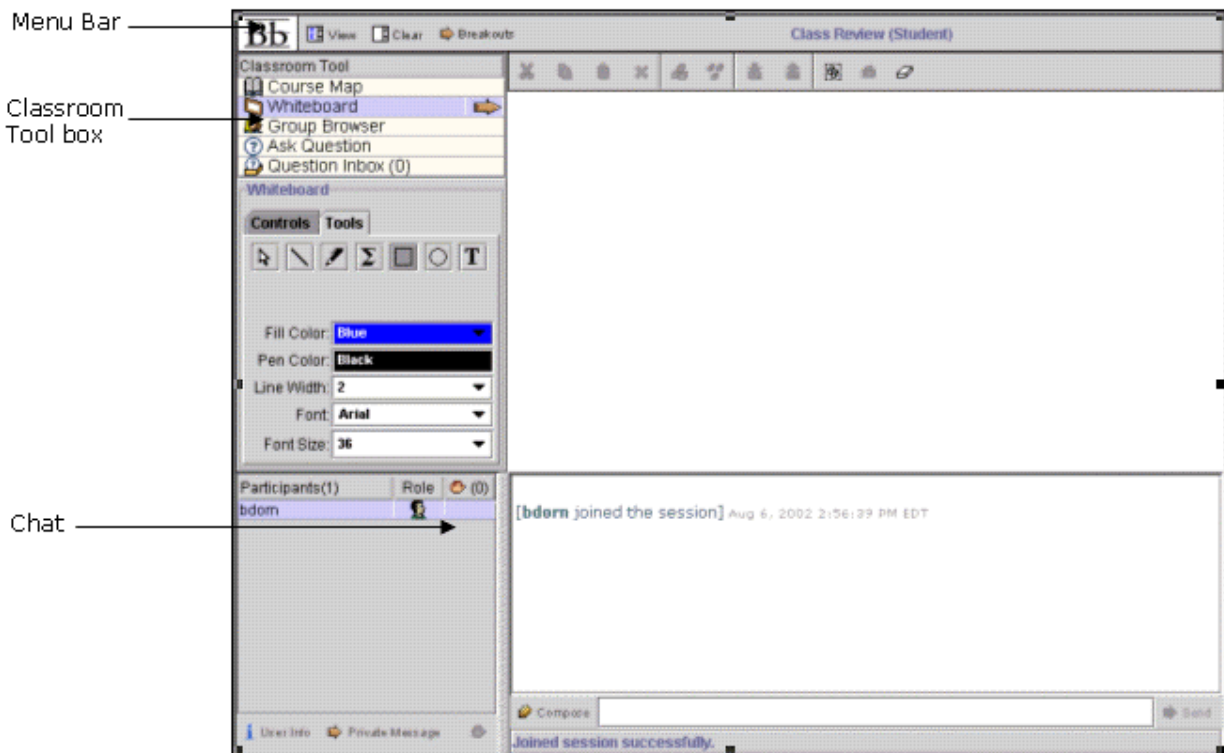 Menu Bar
Bb View Clear Breakouts Class Review (Student)
Classroom Tool
Course Map
Classroom
Tool box
Whiteboard
Group Browser
Ask Question
Question Inbox (0)
Whiteboard
Controls Tools
Σ T
Fill Color: Blue
Pen Color: Black
Line Width: 2
Font: Arial
Font Size: 36
Participants(1) Role (0)
bdorn
Chat
[bdorn joined the session] Aug 6, 2002 2:56:39 PM EDT
Compose Send
User Info Private Message
Joined session successfully.